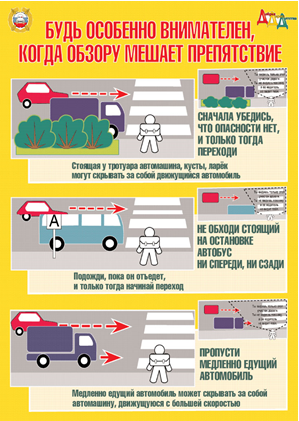 БУДЬ ОСОБЕННО ВНИМАТЕЛЕН,
КОГДА ОБЗОРУ МЕШАЕТ ПРЕПЯТСТВИЕ
СНАЧАЛА УБЕДИСЬ,
ЧТО ОПАСНОСТИ НЕТ,
И ТОЛЬКО ТОГДА
ПЕРЕХОДИ
Стоящая у тротуара автомашина, кусты, ларёк
могут скрывать за собой движущийся автомобиль
А
НЕ ОБХОДИ СТОЯЩИЙ
НА ОСТАНОВКЕ
АВТОБУС
НИ СПЕРЕДИ, НИ СЗАДИ
Подожди, пока он отъедет,
и только тогда начинай переход
ПРОПУСТИ
МЕДЛЕННО ЕДУЩИЙ
АВТОМОБИЛЬ
Медленно едущий автомобиль может скрывать за собой
автомашину, движущуюся с большей скоростью